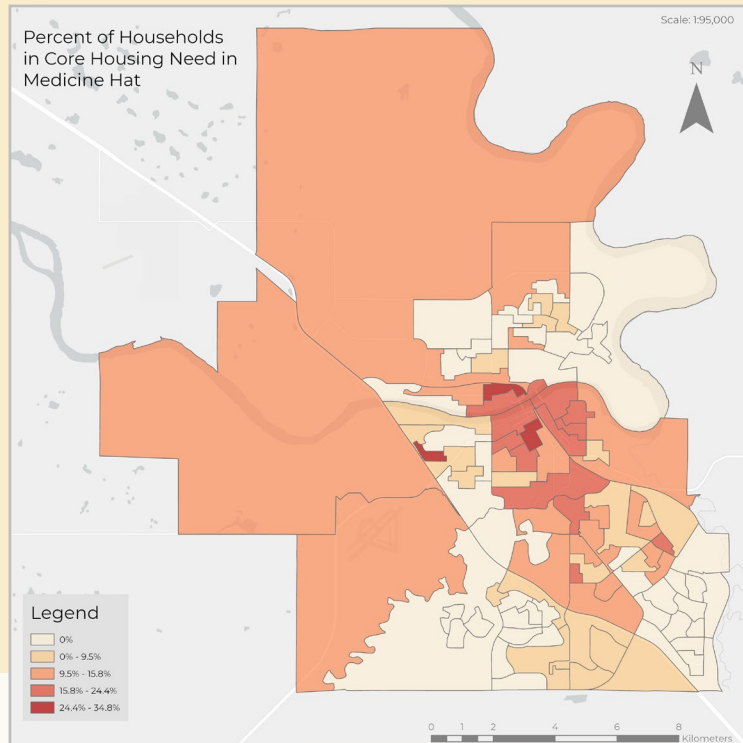 Scale: 1:95,000
Percent of Households
in Core Housing Need in
Medicine Hat
N
Legend
0%
0% - 9.5%
9.5% - 15.8%
15.8% - 24.4%
24.4% - 34.8%
0 1 2 4 6 8
Kilometers